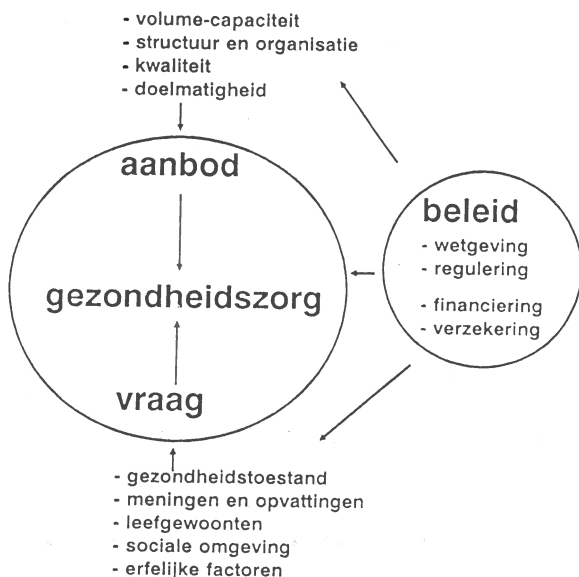 - volume-capaciteit
- structuur en organisatie
- kwaliteit
- doelmatigheid
aanbod
gezondheidszorg
vraag
beleid
- wetgeving
- regulering
- financiering
- verzekering
- gezondheidstoestand
- meningen en opvattingen
- leefgewoonten
- sociale omgeving
- erfelijke factoren